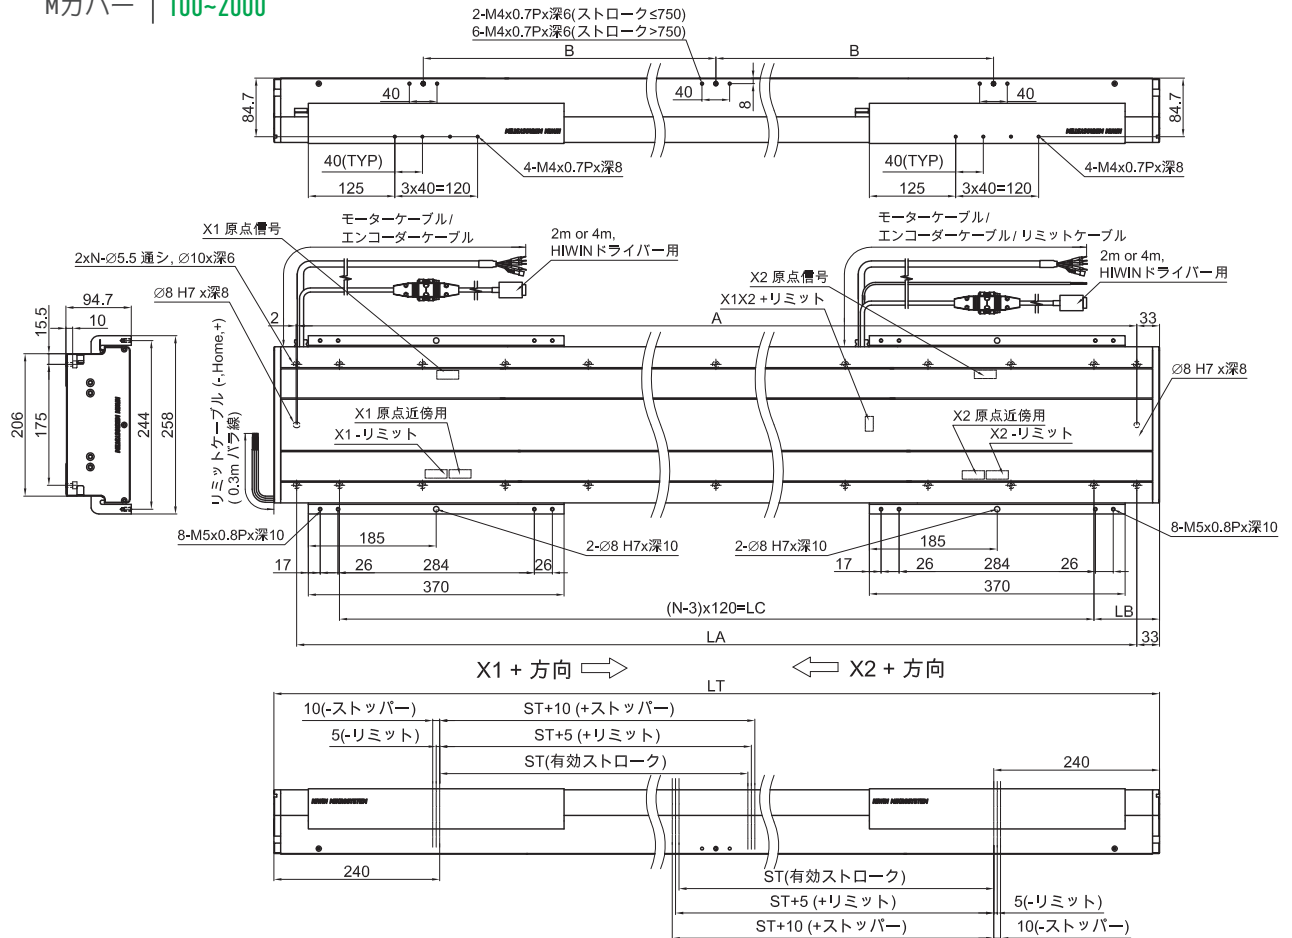 Mカバー | 100~2000
2-M4x0.7Px深6(ストローク≤750)
6-M4x0.7Px深6(ストローク>750)
B
B
84.7
40
40
8
40
84.7
40(TYP)
4-M4x0.7Px深8
40(TYP)
4-M4x0.7Px深8
125
3x40=120
125
3x40=120
X1 原点信号
モーターケーブル/
エンコーダーケーブル
2m or 4m,
HIWINドライバー用
モーターケーブル/
エンコーダーケーブル/ リミットケーブル
2m or 4m,
HIWINドライバー用
2xN-∅5.5 通シ, ∅10x深6
X2 原点信号
∅8 H7 x深8
X1X2 +リミット
94.7
15.5
10
2
A
33
∅8 H7 x深8
206
175
244
258
リミットケーブル (-,Home,+)
( 0.3m バラ線)
X1 原点近傍用
X1 -リミット
X2 原点近傍用
X2 -リミット
8-M5x0.8Px深10
185
2-∅8 H7x深10
2-∅8 H7x深10
185
8-M5x0.8Px深10
17
26
284
26
17
26
284
26
370
370
(N-3)x120=LC
LB
LA
33
X1 + 方向
X2 + 方向
LT
10(-ストッパー)
ST+10 (+ストッパー)
5(-リミット)
ST+5 (+リミット)
ST(有効ストローク)
240
HIWIN MIKROSYSTEM
HIWIN MIKROSYSTEM
240
ST(有効ストローク)
ST+5 (+リミット)
5(-リミット)
ST+10 (+ストッパー)
10(-ストッパー)